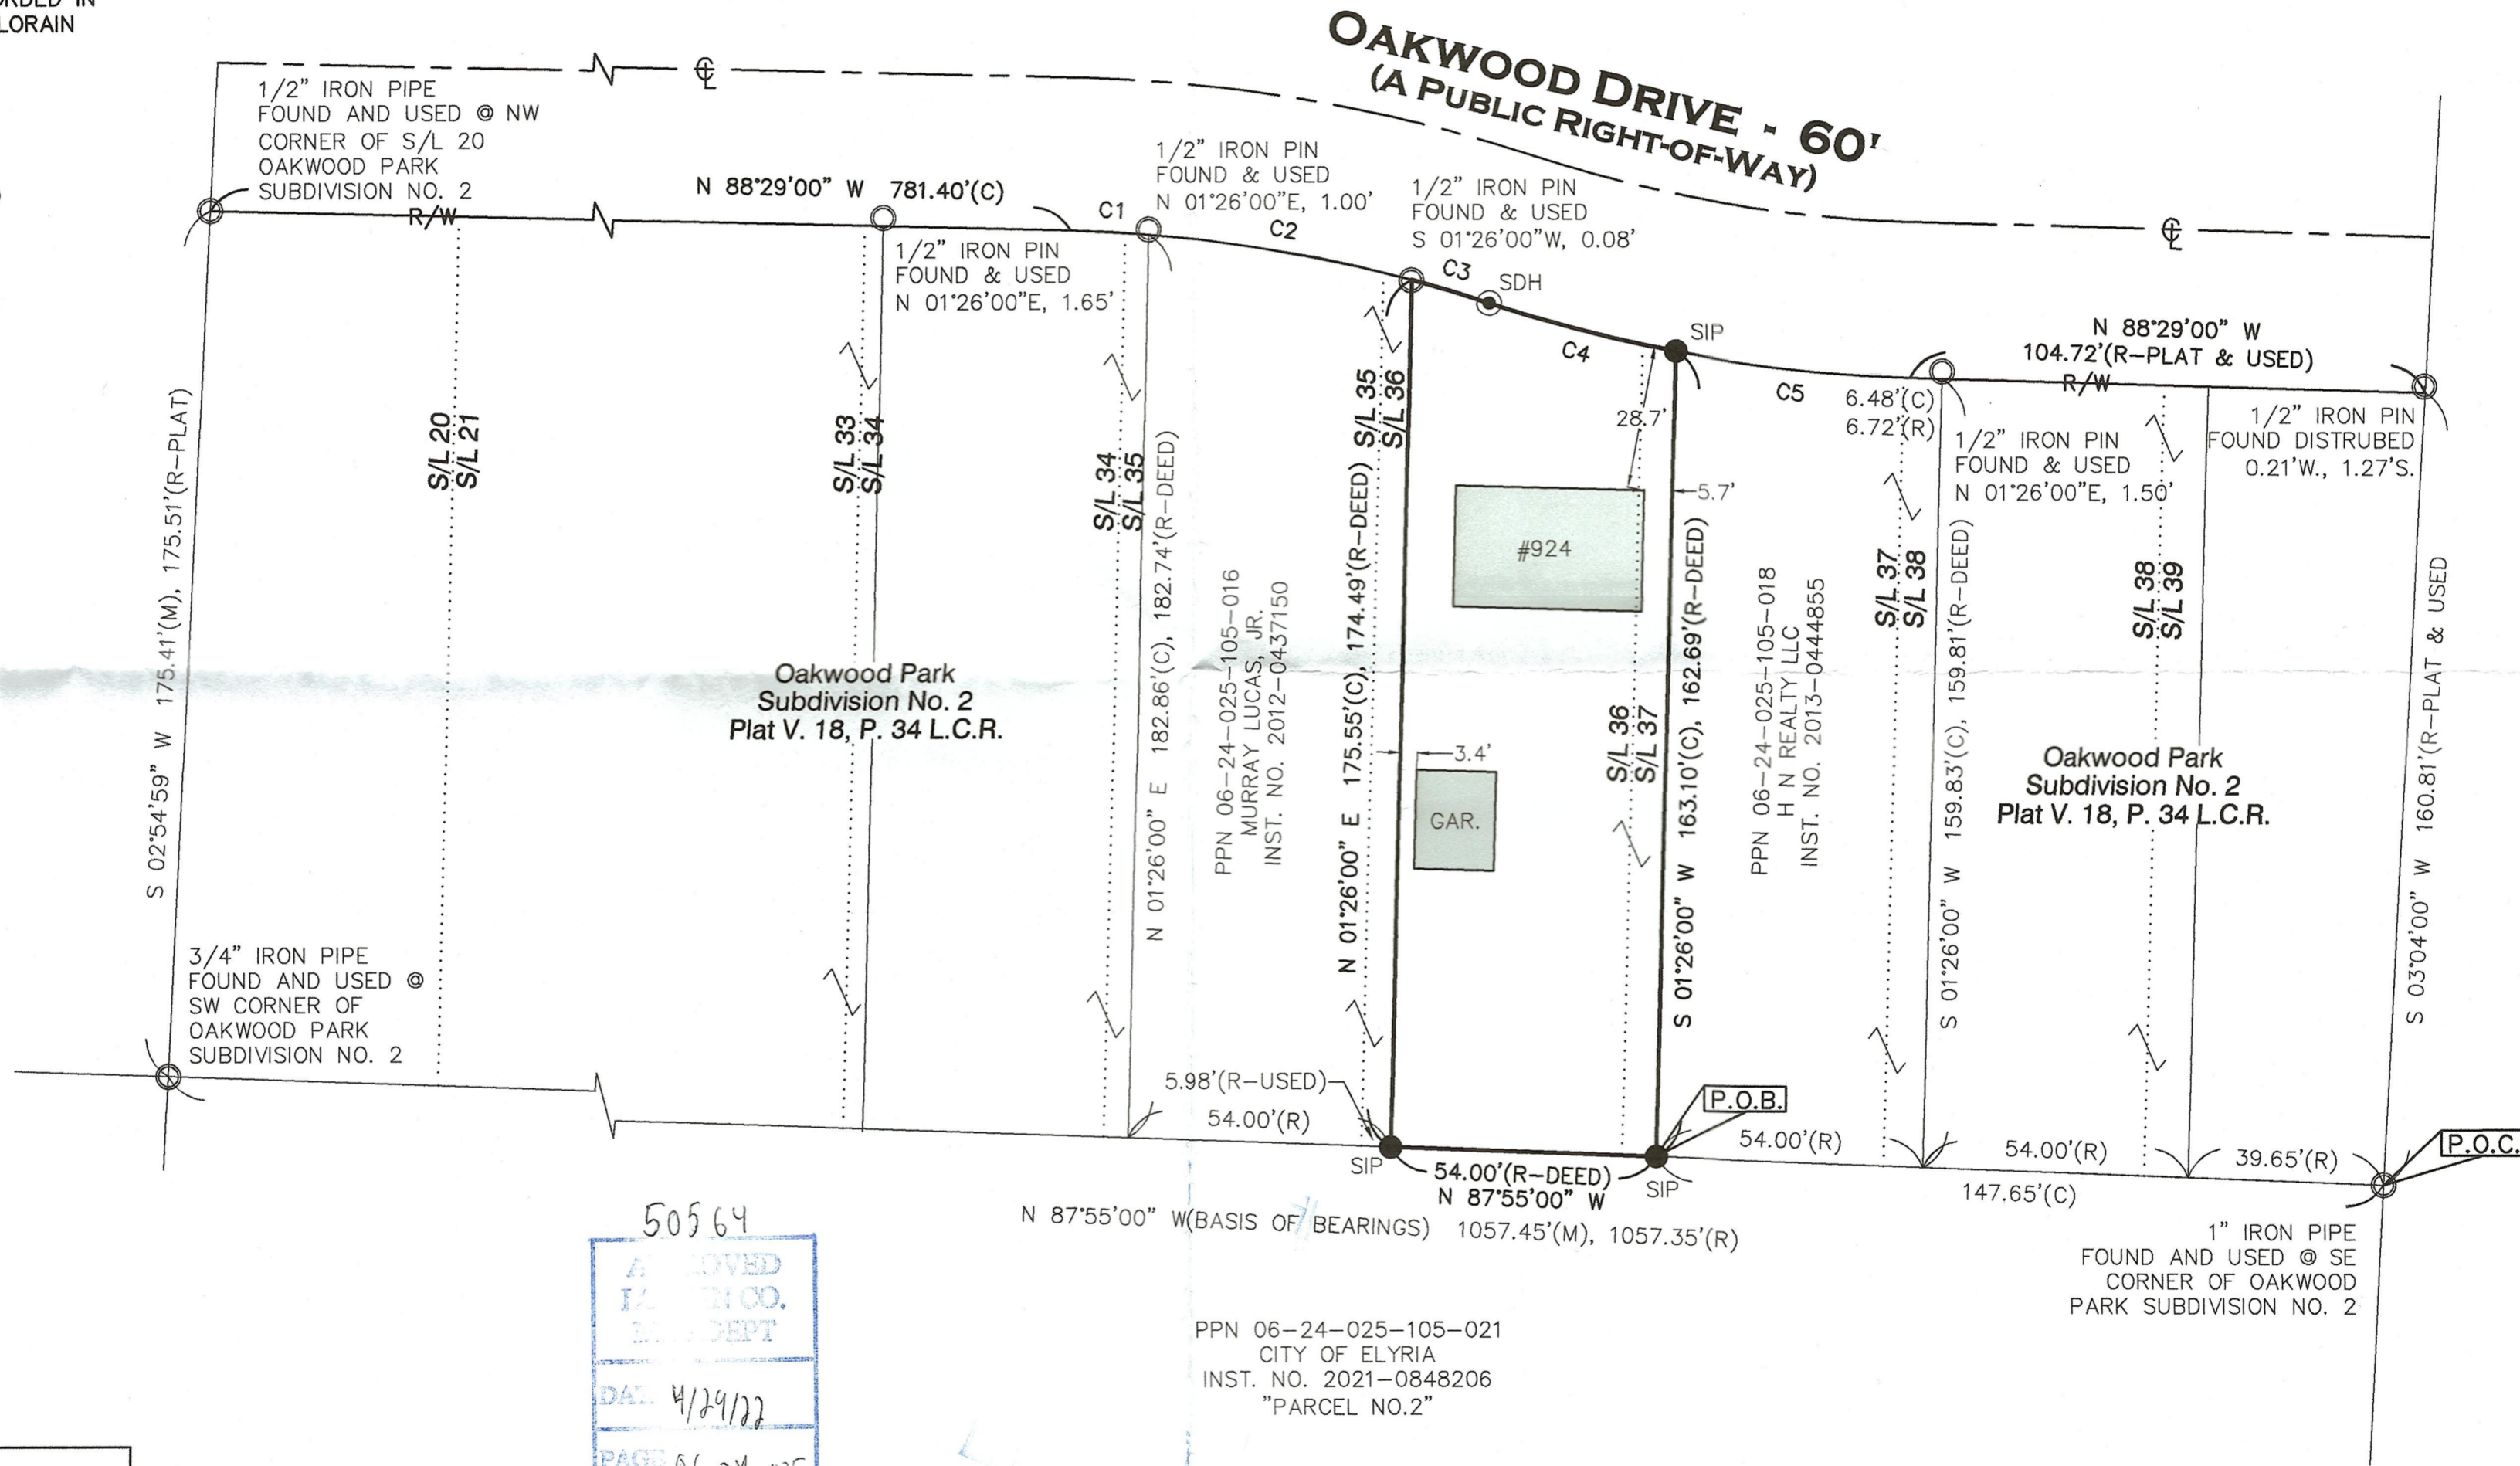 LORAIN
OAKWOOD DRIVE - 60'
(A PUBLIC RIGHT-OF-WAY)
℄
1/2" IRON PIPE
FOUND AND USED @ NW
CORNER OF S/L 20
OAKWOOD PARK
SUBDIVISION NO. 2
R/W
N 88°29'00" W 781.40'(C)
C1
1/2" IRON PIN
FOUND & USED
N 01°26'00"E, 1.00'
C2
1/2" IRON PIN
FOUND & USED
S 01°26'00"W, 0.08'
C3
SDH
1/2" IRON PIN
FOUND & USED
N 01°26'00"E, 1.65'
℄
SIP
C4
C5
N 88°29'00" W
104.72'(R-PLAT & USED)
R/W
6.48'(C)
6.72'(R)
1/2" IRON PIN
FOUND & USED
N 01°26'00"E, 1.50'
1/2" IRON PIN
FOUND DISTRUBED
0.21'W., 1.27'S.
S 02°54'59" W 175.41'(M), 175.51'(R-PLAT)
S/L 20
S/L 21
S/L 33
S/L 34
S/L 34
S/L 35
N 01°26'00" E 182.86'(C), 182.74'(R-DEED)
PPN 06-24-025-105-016
MURRAY LUCAS, JR.
INST. NO. 2012-0437150
S/L 35
S/L 36
N 01°26'00" E 175.55'(C), 174.49'(R-DEED)
28.7'
5.7'
#924
3.4'
GAR.
S/L 36
S/L 37
S 01°26'00" W 163.10'(C), 162.69'(R-DEED)
PPN 06-24-025-105-018
H N REALTY LLC
INST. NO. 2013-0444855
S/L 37
S/L 38
S 01°26'00" W 159.83'(C), 159.81'(R-DEED)
S/L 38
S/L 39
S 03°04'00" W 160.81'(R-PLAT & USED
Oakwood Park
Subdivision No. 2
Plat V. 18, P. 34 L.C.R.
Oakwood Park
Subdivision No. 2
Plat V. 18, P. 34 L.C.R.
3/4" IRON PIPE
FOUND AND USED @
SW CORNER OF
OAKWOOD PARK
SUBDIVISION NO. 2
5.98'(R-USED)
54.00'(R)
SIP
54.00'(R-DEED)
N 87°55'00" W
SIP
P.O.B.
54.00'(R)
54.00'(R)
39.65'(R)
147.65'(C)
P.O.C.
N 87°55'00" W(BASIS OF BEARINGS) 1057.45'(M), 1057.35'(R)
1" IRON PIPE
FOUND AND USED @ SE
CORNER OF OAKWOOD
PARK SUBDIVISION NO. 2
50564
CO.
4/29/22
PAGE
PPN 06-24-025-105-021
CITY OF ELYRIA
INST. NO. 2021-0848206
"PARCEL NO.2"